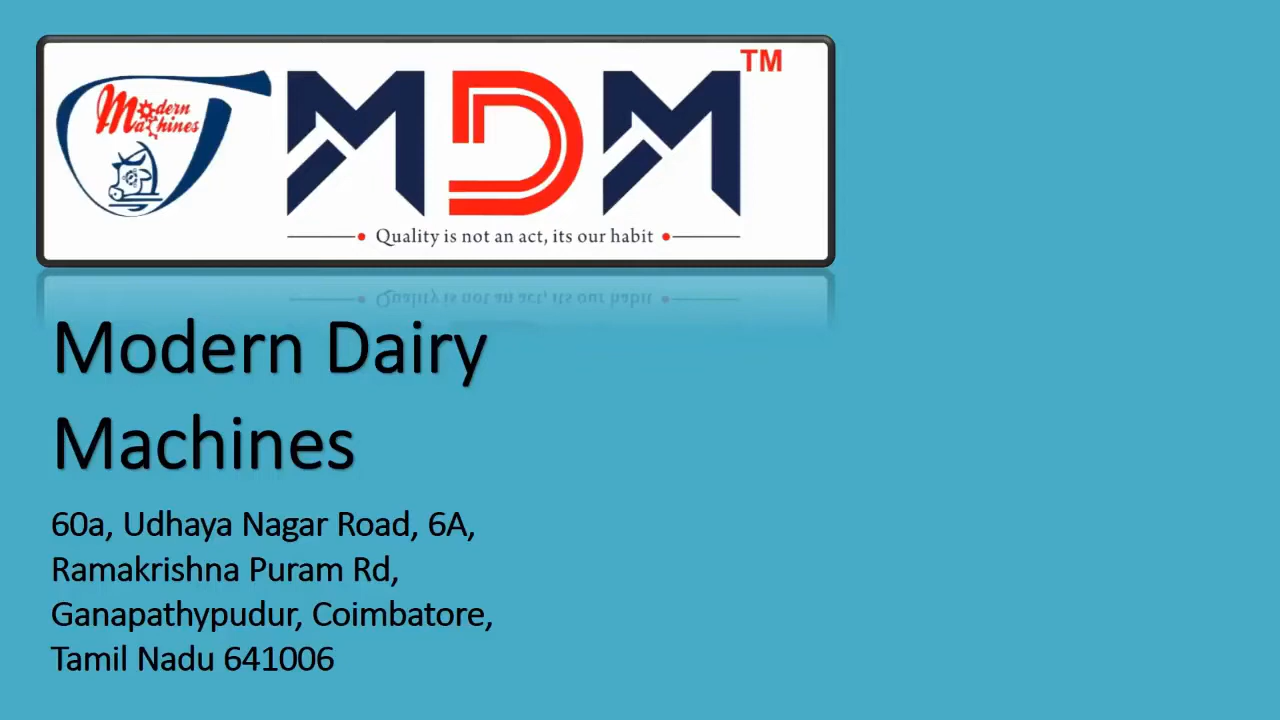 Modern
Machines
MDM TM
Quality is not an act, its our habit
Modern Dairy
Machines
60a, Udhaya Nagar Road, 6A,
Ramakrishna Puram Rd,
Ganapathypudur, Coimbatore,
Tamil Nadu 641006